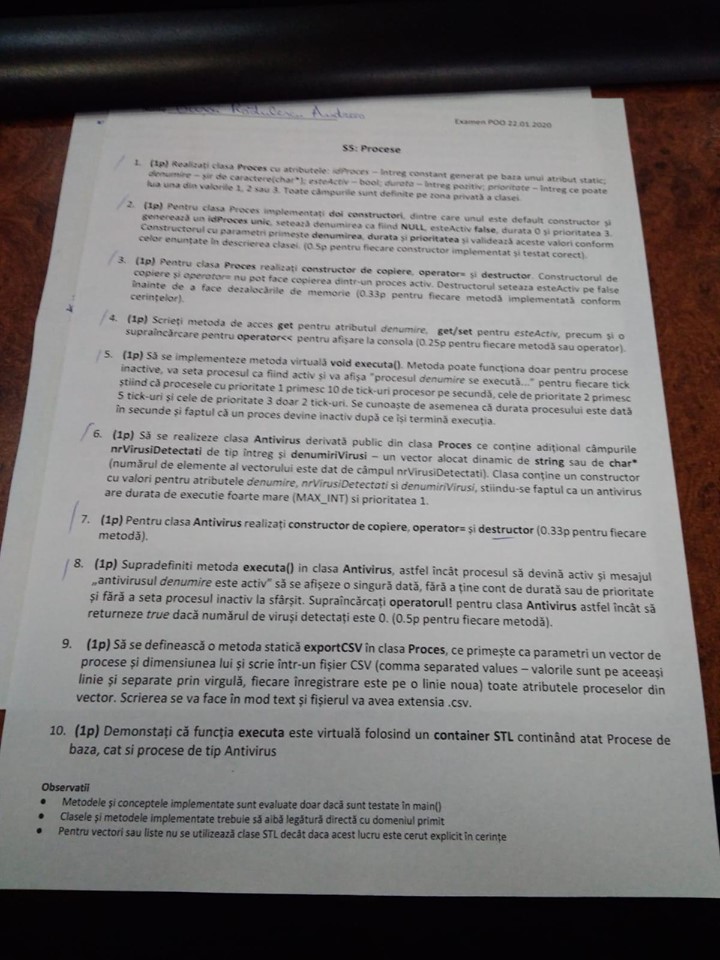 Examen POO 22.01.2020
SS: Procese
1. (1p) Realizați clasa Proces cu atributele: idProces – întreg constant generat pe baza unui atribut static;
denumire – șir de caractere(char*); esteActiv – bool; durata – întreg pozitiv; prioritate – întreg ce poate
lua una din valorile 1, 2 sau 3. Toate câmpurile sunt definite pe zona privată a clasei.
2. (1p) Pentru clasa Proces implementați doi constructori, dintre care unul este default constructor și
generează un idProces unic, setează denumirea ca fiind NULL, esteActiv false, durata 0 și prioritatea 3.
Constructorul cu parametri primește denumirea, durata și prioritatea și validează aceste valori conform
celor enunțate în descrierea clasei. (0.5p pentru fiecare constructor implementat și testat corect).
3. (1p) Pentru clasa Proces realizați constructor de copiere, operator= și destructor. Constructorul de
copiere și operator= nu pot face copierea dintr-un proces activ. Destructorul seteaza esteActiv pe false
înainte de a face dezalocările de memorie (0.33p pentru fiecare metodă implementată conform
cerințelor).
4. (1p) Scrieți metoda de acces get pentru atributul denumire, get/set pentru esteActiv, precum și o
supraîncărcare pentru operator<< pentru afișare la consola (0.25p pentru fiecare metodă sau operator).
5. (1p) Să se implementeze metoda virtuală void executa(). Metoda poate funcționa doar pentru procese
inactive, va seta procesul ca fiind activ și va afișa "procesul denumire se execută..." pentru fiecare tick
știind că procesele cu prioritate 1 primesc 10 de tick-uri procesor pe secundă, cele de prioritate 2 primesc
5 tick-uri și cele de prioritate 3 doar 2 tick-uri. Se cunoaște de asemenea că durata procesului este dată
în secunde și faptul că un proces devine inactiv după ce își termină execuția.
6. (1p) Să se realizeze clasa Antivirus derivată public din clasa Proces ce conține adițional câmpurile
nrVirusiDetectati de tip întreg și denumiriVirusi – un vector alocat dinamic de string sau de char*
(numărul de elemente al vectorului este dat de câmpul nrVirusiDetectati). Clasa conține un constructor
cu valori pentru atributele denumire, nrVirusiDetectati si denumiriVirusi, stiindu-se faptul ca un antivirus
are durata de executie foarte mare (MAX_INT) si prioritatea 1.
7. (1p) Pentru clasa Antivirus realizați constructor de copiere, operator= și destructor (0.33p pentru fiecare
metodă).
8. (1p) Supradefiniti metoda executa() in clasa Antivirus, astfel încât procesul să devină activ și mesajul
„antivirusul denumire este activ” să se afișeze o singură dată, fără a ține cont de durată sau de prioritate
și fără a seta procesul inactiv la sfârșit. Supraîncărcați operatorul! pentru clasa Antivirus astfel încât să
returneze true dacă numărul de viruși detectați este 0. (0.5p pentru fiecare metodă).
9. (1p) Să se definească o metodă statică exportCSV în clasa Proces, ce primește ca parametri un vector de
procese și dimensiunea lui și scrie într-un fișier CSV (comma separated values – valorile sunt pe aceeași
linie și separate prin virgulă, fiecare înregistrare este pe o linie noua) toate atributele proceselor din
vector. Scrierea se va face în mod text și fișierul va avea extensia .csv.
10. (1p) Demonstați că funcția executa este virtuală folosind un container STL continând atat Procese de
baza, cat si procese de tip Antivirus
Observatii
• Metodele și conceptele implementate sunt evaluate doar dacă sunt testate în main()
• Clasele și metodele implementate trebuie să aibă legătură directă cu domeniul primit
• Pentru vectori sau liste nu se utilizează clase STL decât daca acest lucru este cerut explicit în cerințe